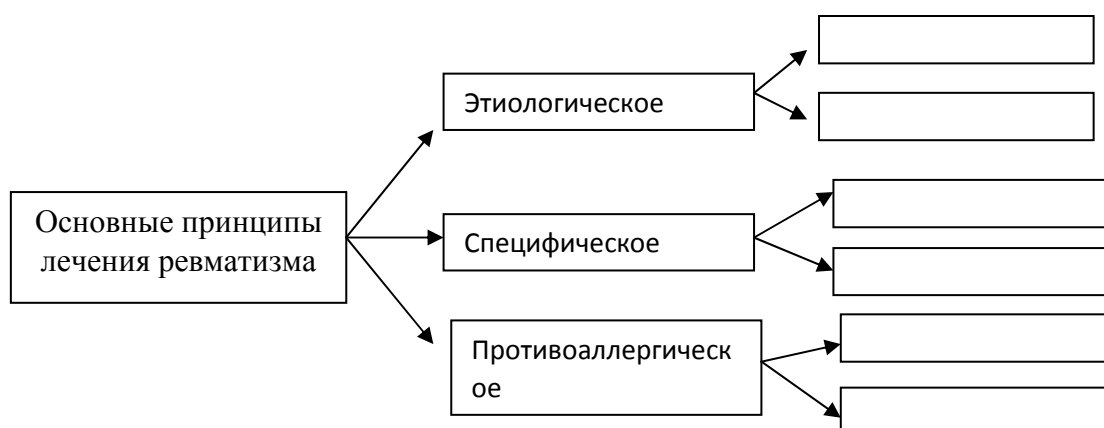 Этиологическое
Основные принципы
лечения ревматизма
Специфическое
Противоаллергическ
ое